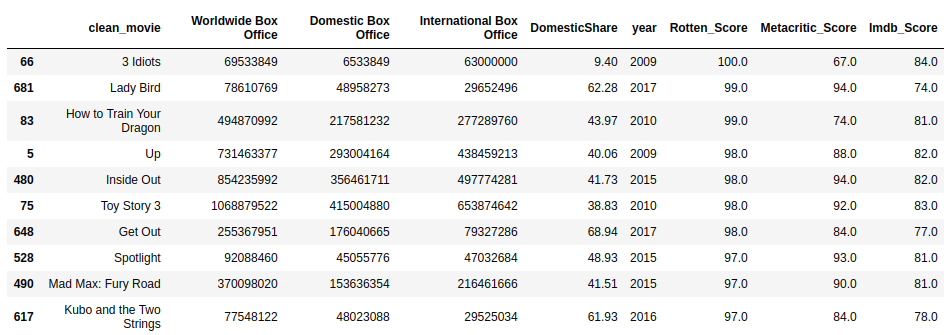 clean_movie Worldwide Box Office Domestic Box Office International Box Office DomesticShare year Rotten_Score Metacritic_Score Imdb_Score
66 3 Idiots 69533849 6533849 63000000 9.40 2009 100.0 67.0 84.0
681 Lady Bird 78610769 48958273 29652496 62.28 2017 99.0 94.0 74.0
83 How to Train Your Dragon 494870992 217581232 277289760 43.97 2010 99.0 74.0 81.0
5 Up 731463377 293004164 438459213 40.06 2009 98.0 88.0 82.0
480 Inside Out 854235992 356461711 497774281 41.73 2015 98.0 94.0 82.0
75 Toy Story 3 1068879522 415004880 653874642 38.83 2010 98.0 92.0 83.0
648 Get Out 255367951 176040665 79327286 68.94 2017 98.0 84.0 77.0
528 Spotlight 92088460 45055776 47032684 48.93 2015 97.0 93.0 81.0
490 Mad Max: Fury Road 370098020 153636354 216461666 41.51 2015 97.0 90.0 81.0
617 Kubo and the Two Strings 77548122 48023088 29525034 61.93 2016 97.0 84.0 78.0